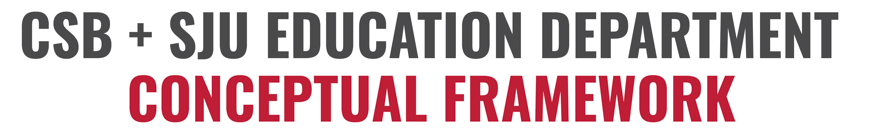 CSB + SJU EDUCATION DEPARTMENT
CONCEPTUAL FRAMEWORK